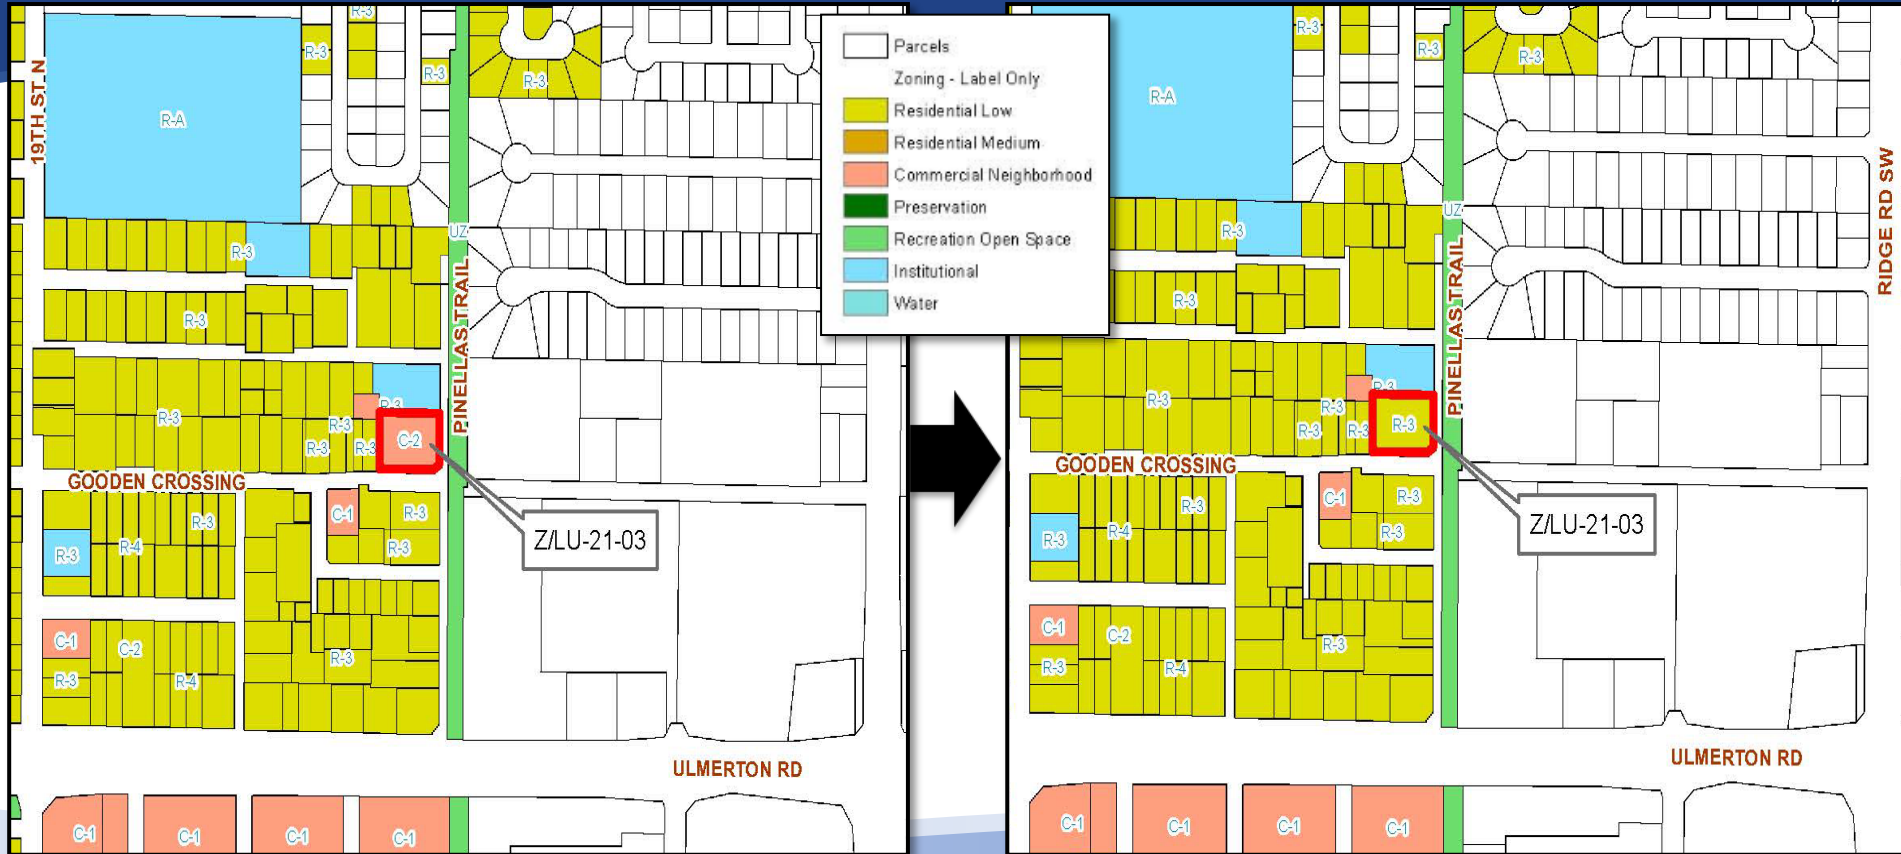 R-3
R-3
R-3
19TH ST N
R-A
UZ
R-3
PINELLAS TRAIL
R-3
R-3
R-3
R-3
R-3
R-3
C-2
GOODEN CROSSING
R-3
R-4
R-3
C-1
R-3
R-3
Z/LU-21-03
C-1
C-2
R-3
R-4
R-3
ULMERTON RD
C-1
C-1
C-1
C-1
Parcels
Zoning - Label Only
Residential Low
Residential Medium
Commercial Neighborhood
Preservation
Recreation Open Space
Institutional
Water
R-3
R-3
R-3
R-A
RIDGE RD SW
UZ
R-3
PINELLAS TRAIL
R-3
R-3
R-3
R-3
R-3
R-3
R-3
GOODEN CROSSING
R-3
R-4
R-3
C-1
R-3
R-3
Z/LU-21-03
C-1
C-2
R-3
R-4
R-3
ULMERTON RD
C-1
C-1
C-1
C-1